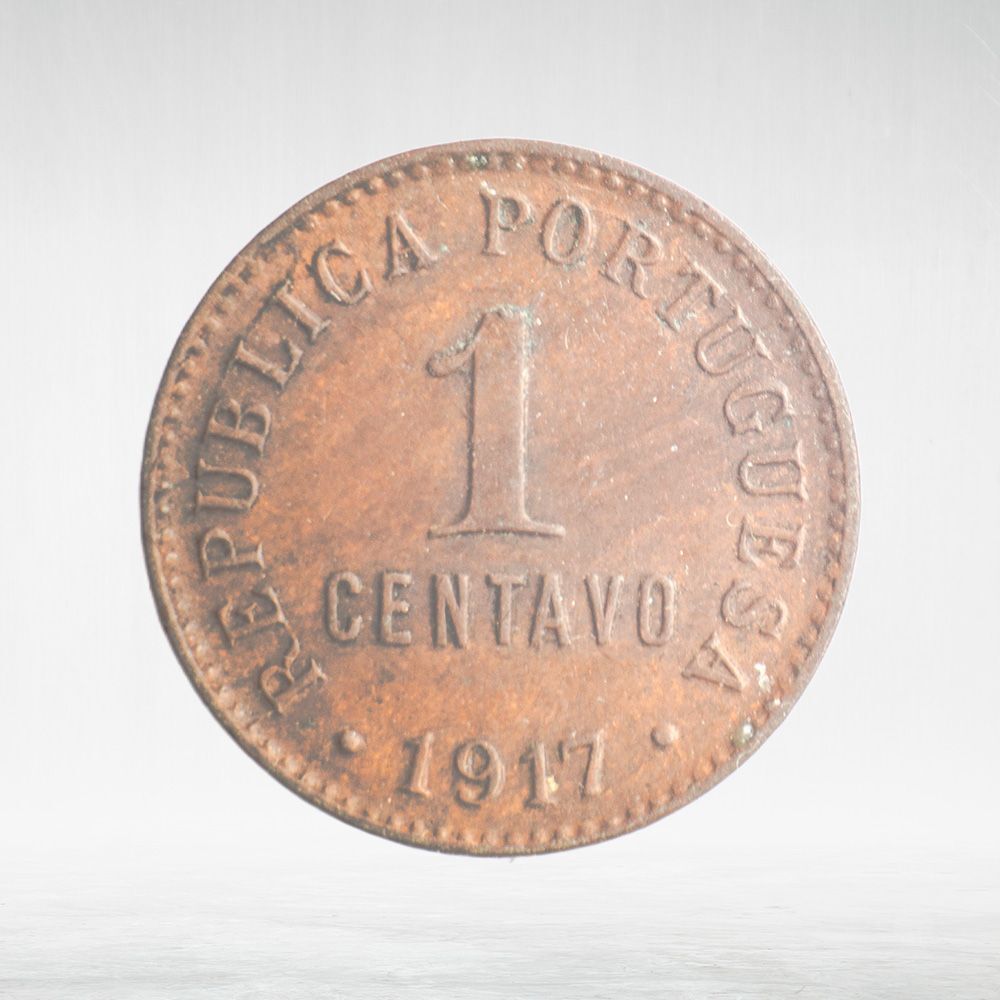 REPUBLICA PORTUGUESA
1
CENTAVO
• 1917 •